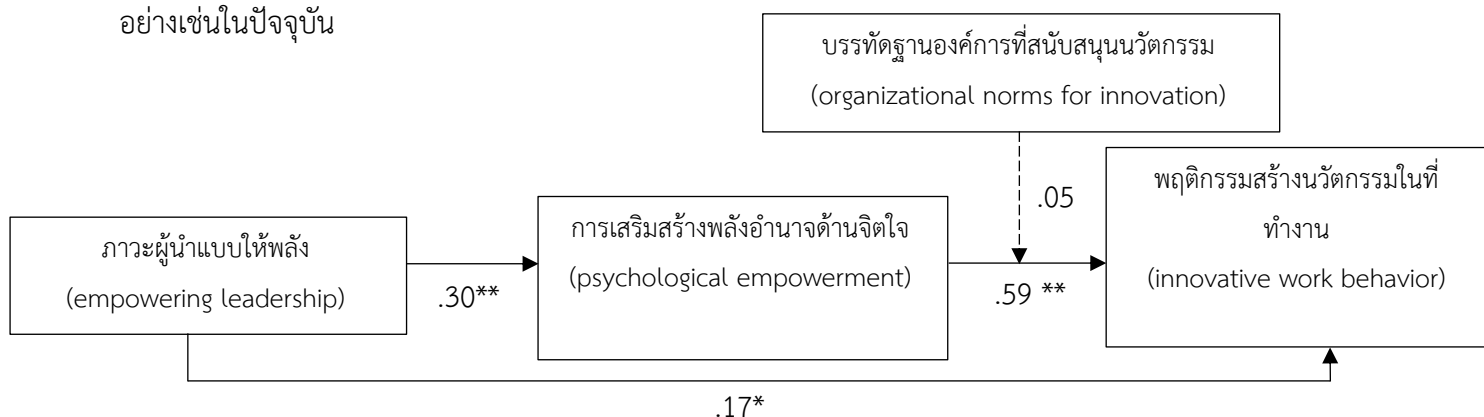 อย่างเช่นในปัจจุบัน
บรรทัดฐานองค์การที่สนับสนุนนวัตกรรม
(organizational norms for innovation)
.05
พฤติกรรมสร้างนวัตกรรมในที่
ทำงาน
(innovative work behavior)
ภาวะผู้นำแบบให้พลัง
(empowering leadership)
.30**
การเสริมสร้างพลังอำนาจด้านจิตใจ
(psychological empowerment)
.59 **
.17*